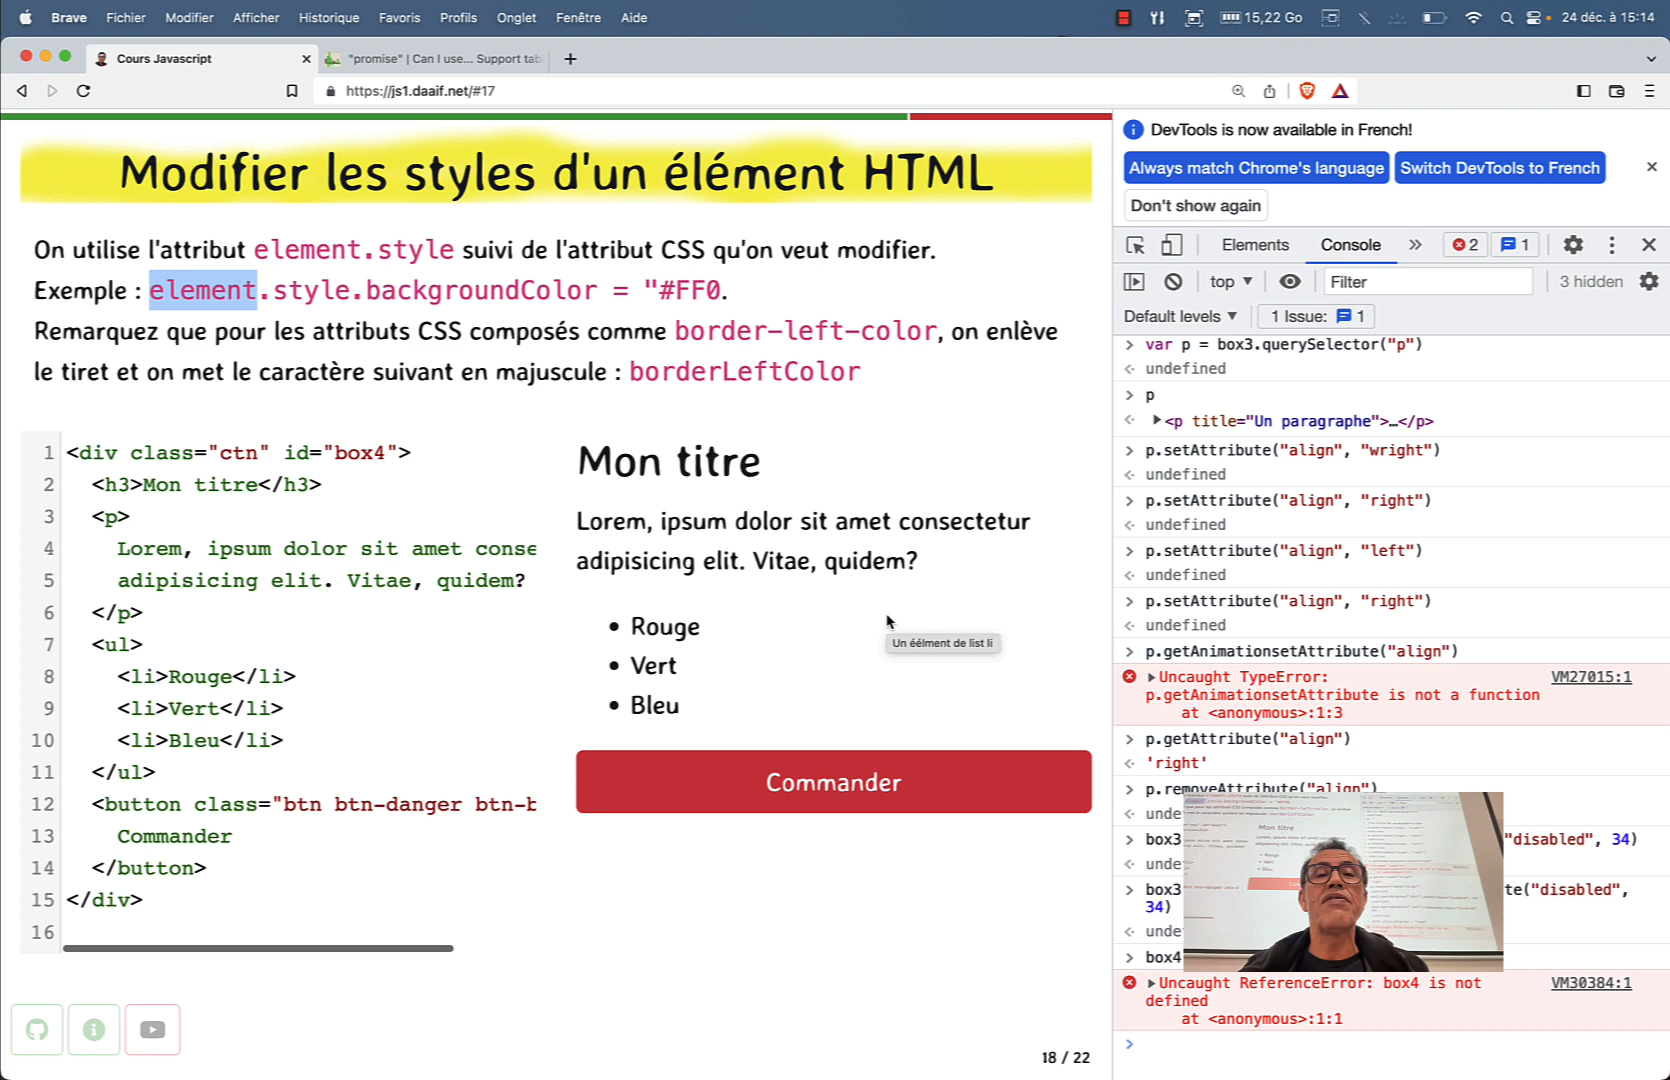 Brave Fichier Modifier Afficher Historique Favoris Profils Onglet Fenêtre Aide 15,22 Go 24 déc. à 15:14
Cours Javascript "promise" | Can I use... Support tab
https://js1.daaif.net/#17
Modifier les styles d'un élément HTML
On utilise l'attribut element.style suivi de l'attribut CSS qu'on veut modifier.
Exemple : element.style.backgroundColor = "#FF0.
Remarquez que pour les attributs CSS composés comme border-left-color, on enlève
le tiret et on met le caractère suivant en majuscule : borderLeftColor
1 <div class="ctn" id="box4">
2 <h3>Mon titre</h3>
3 <p>
4 Lorem, ipsum dolor sit amet conse
5 adipisicing elit. Vitae, quidem?
6 </p>
7 <ul>
8 <li>Rouge</li>
9 <li>Vert</li>
10 <li>Bleu</li>
11 </ul>
12 <button class="btn btn-danger btn-b
13 Commander
14 </button>
15 </div>
16
Mon titre
Lorem, ipsum dolor sit amet consectetur
adipisicing elit. Vitae, quidem?
• Rouge
• Vert
• Bleu
Un éélment de list li
Commander
18 / 22
DevTools is now available in French!
Always match Chrome's language Switch DevTools to French
Don't show again
Elements Console 2 1
top ▼ Filter 3 hidden
Default levels ▼ 1 Issue: 1
var p = box3.querySelector("p")
undefined
p
<p title="Un paragraphe">…</p>
p.setAttribute("align", "wright")
undefined
p.setAttribute("align", "right")
undefined
p.setAttribute("align", "left")
undefined
p.setAttribute("align", "right")
undefined
p.getAnimationsetAttribute("align")
Uncaught TypeError: VM27015:1
p.getAnimationsetAttribute is not a function
at <anonymous>:1:3
p.getAttribute("align")
'right'
p.removeAttribute("align")
unde
box3 "disabled", 34)
unde
box3 te("disabled",
34)
unde
box4
Uncaught ReferenceError: box4 is not VM30384:1
defined
at <anonymous>:1:1